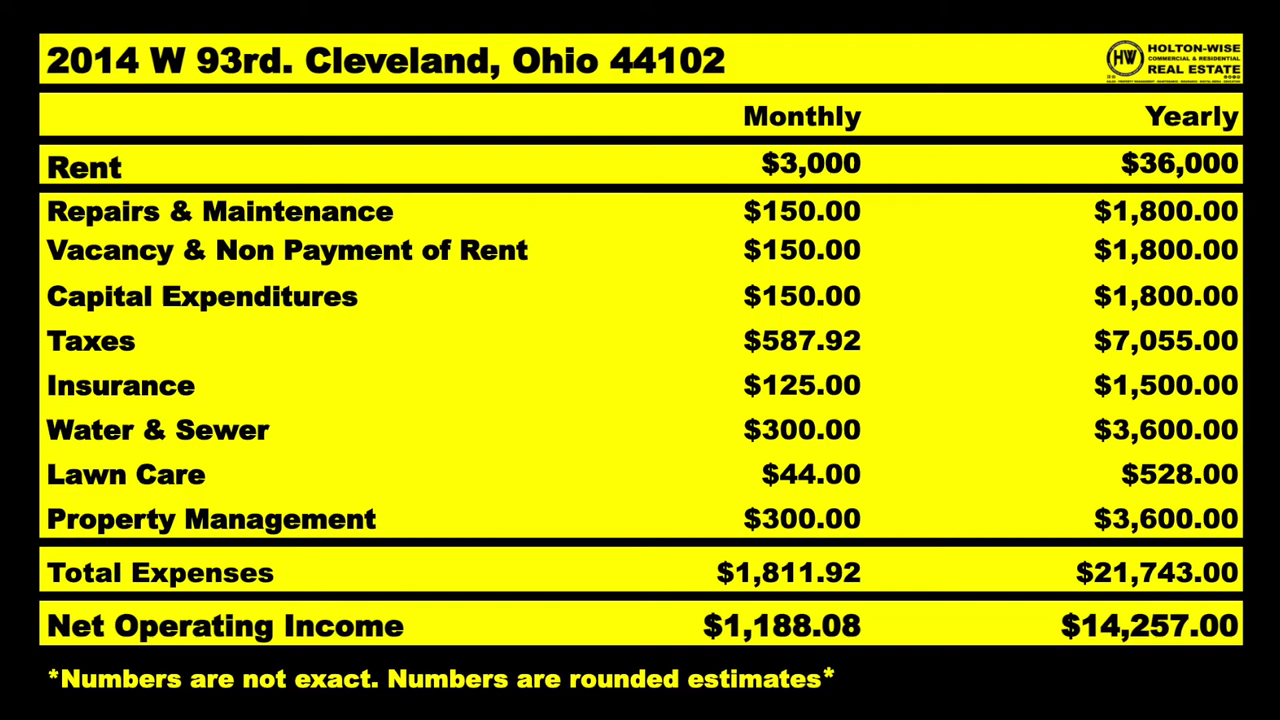 2014 W 93rd. Cleveland, Ohio 44102
HW
HOLTON-WISE
COMMERCIAL & RESIDENTIAL
REAL ESTATE
Monthly Yearly
Rent $3,000 $36,000
Repairs & Maintenance $150.00 $1,800.00
Vacancy & Non Payment of Rent $150.00 $1,800.00
Capital Expenditures $150.00 $1,800.00
Taxes $587.92 $7,055.00
Insurance $125.00 $1,500.00
Water & Sewer $300.00 $3,600.00
Lawn Care $44.00 $528.00
Property Management $300.00 $3,600.00
Total Expenses $1,811.92 $21,743.00
Net Operating Income $1,188.08 $14,257.00
*Numbers are not exact. Numbers are rounded estimates*